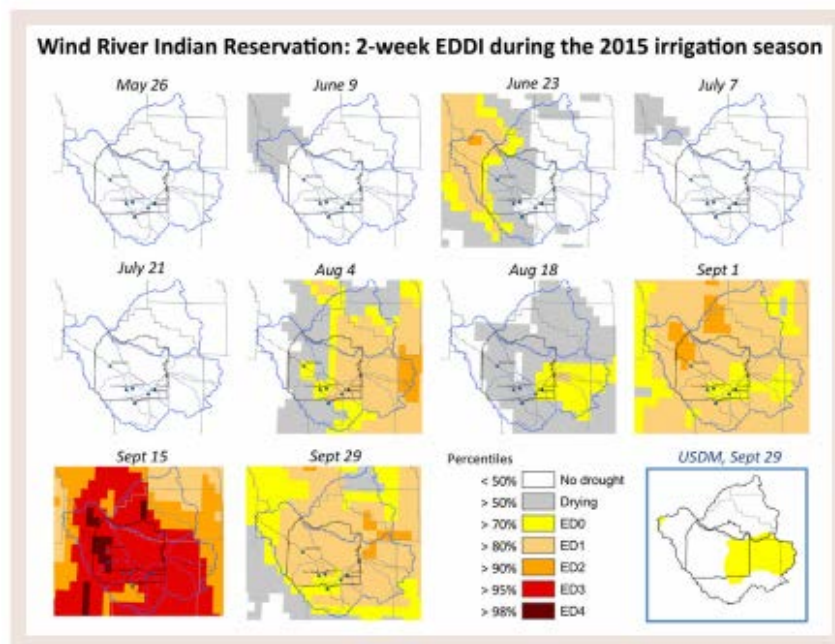 Wind River Indian Reservation: 2-week EDDI during the 2015 irrigation season
May 26
June 9
June 23
July 7
July 21
Aug 4
Aug 18
Sept 1
Sept 15
Sept 29
Percentiles
< 50% No drought
> 50% Drying
> 70% ED0
> 80% ED1
> 90% ED2
> 95% ED3
> 98% ED4
USDM, Sept 29